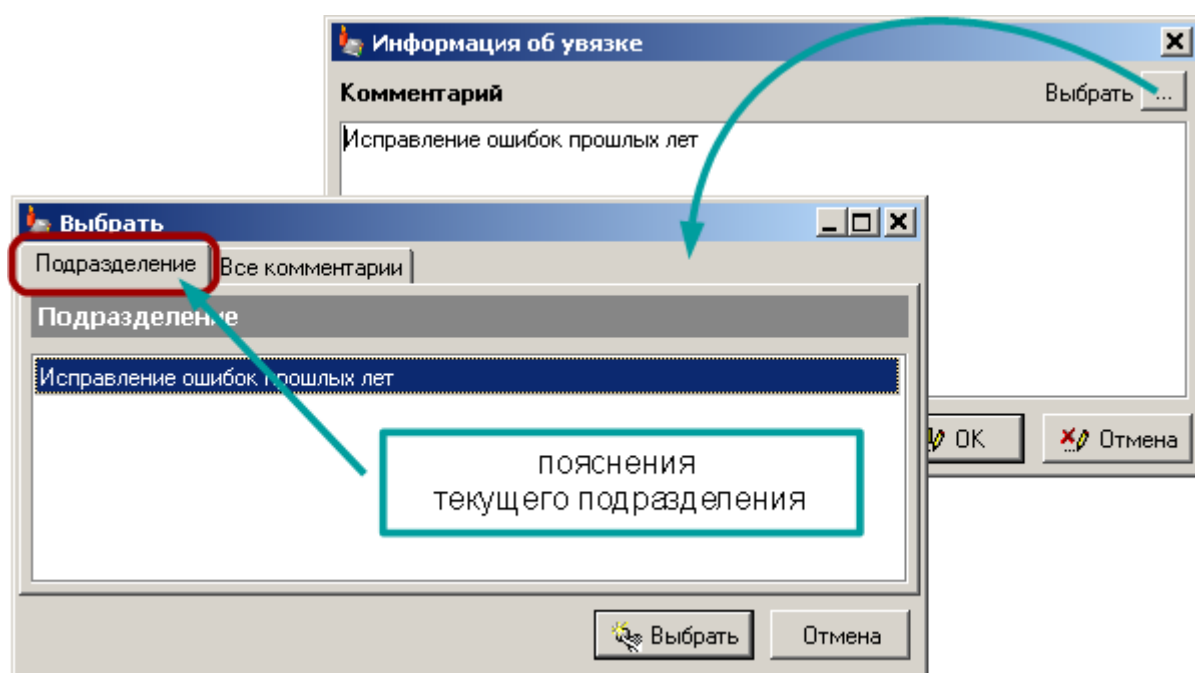 Информация об увязке
Комментарий
Выбрать ...
Исправление ошибок прошлых лет
OK
Отмена
Выбрать
Подразделение
Все комментарии
Подразделение
Исправление ошибок прошлых лет
пояснения
текущего подразделения
Выбрать
Отмена